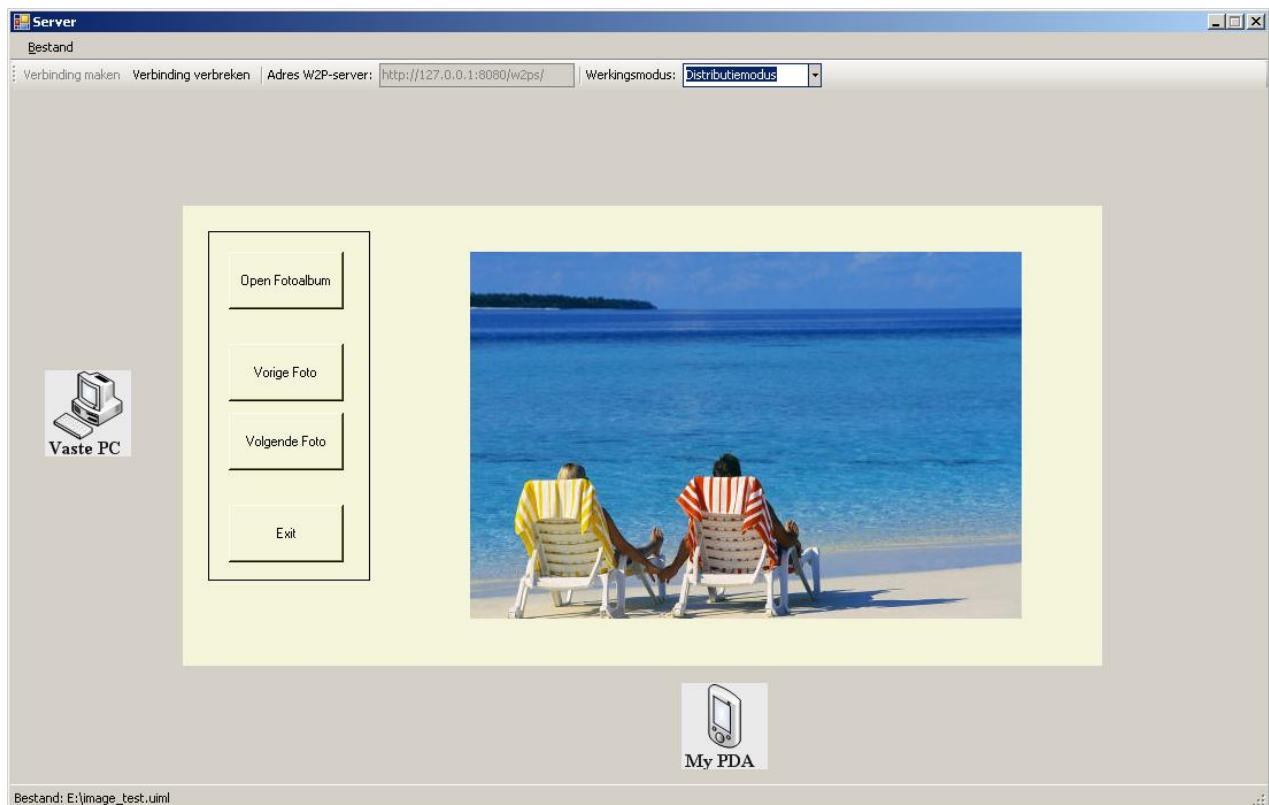 Server
Bestand
Verbinding maken Verbinding verbreken Adres W2P-server: http://127.0.0.1:8080/w2ps/ Werkingsmodus: Distributiemodus
Open Fotoalbum
Vorige Foto
Volgende Foto
Exit
Vaste PC
My PDA
Bestand: E:\image_test.uiml